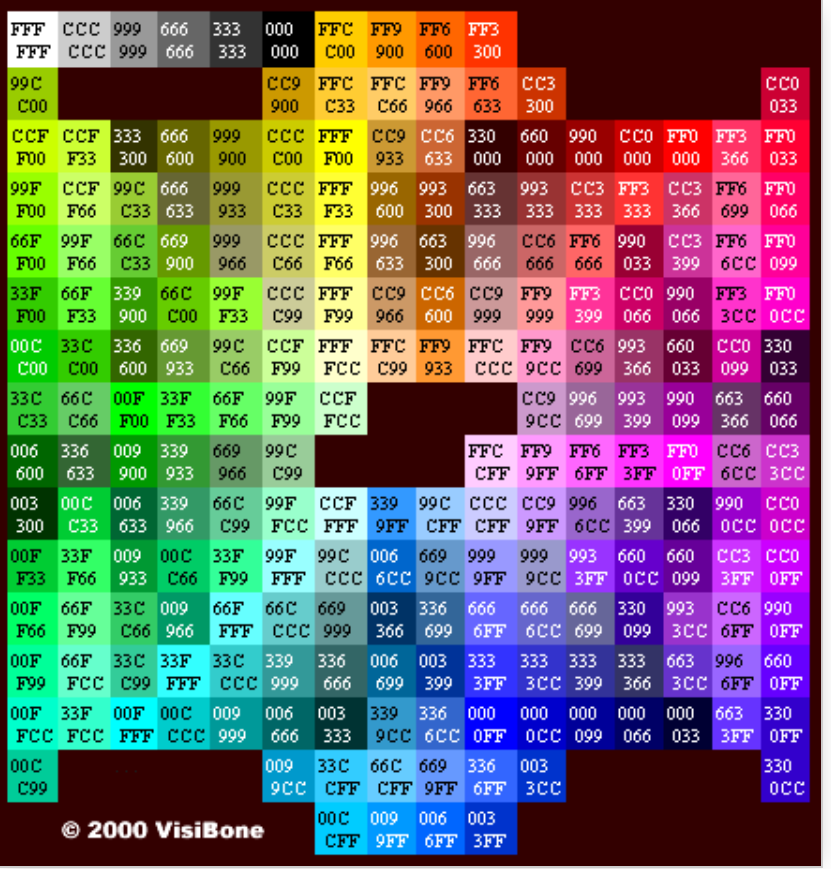 FFF CCC 999 666 333 000 FFC FF9 FF6 FF3
FFF CCC 999 666 333 000 C00 900 600 300
99C CC9 FFC FFC FF9 FF6 CC3 CC0
C00 900 C33 C66 966 633 300 033
CCF CCF 333 666 999 CCC FFF CC9 CC6 330 660 990 CC0 FF0 FF3 FF0
F00 F33 300 600 900 C00 F00 933 633 000 000 000 000 000 366 033
99F CCF 99C 666 999 CCC FFF 996 993 663 993 CC3 FF3 CC3 FF6 FF0
F00 F66 C33 633 933 C33 F33 600 300 333 333 333 333 366 699 066
66F 99F 66C 669 999 CCC FFF 996 663 996 CC6 FF6 990 CC3 FF6 FF0
F00 F66 C33 900 966 C66 F66 633 300 666 666 666 033 399 6CC 099
33F 66F 339 66C 99F CCC FFF CC9 CC6 CC9 FF9 FF3 CC0 990 FF3 FF0
F00 F33 900 C00 F33 C99 F99 966 600 999 999 399 066 066 3CC 0CC
00C 33C 336 669 99C CCF FFF FFC FF9 FFC FF9 CC6 993 660 CC0 330
C00 C00 600 933 C66 F99 FCC C99 933 CCC 9CC 699 366 033 099 033
33C 66C 00F 33F 66F 99F CCF CC9 996 993 990 663 660
C33 C66 F00 F33 F66 F99 FCC 9CC 699 399 099 366 066
006 336 009 339 669 99C FFC FF9 FF6 FF3 FF0 CC6 CC3
600 633 900 933 966 C99 CFF 9FF 6FF 3FF 0FF 6CC 3CC
003 00C 006 339 66C 99F CCF 339 99C CCC CC9 996 663 330 990 CC0
300 C33 633 966 C99 FCC FFF 9FF CFF CFF 9FF 6CC 399 066 0CC 0CC
00F 33F 009 00C 33F 99F 99C 006 669 999 999 993 660 660 CC3 CC0
F33 F66 933 C66 F99 FFF CCC 6CC 9CC 9FF 9CC 3FF 0CC 099 3FF 0FF
00F 66F 33C 009 66F 66C 669 003 336 666 666 666 330 993 CC6 990
F66 F99 C66 966 FFF CCC 999 366 699 6FF 6CC 699 099 3CC 6FF 0FF
00F 66F 33C 33F 33C 339 336 006 003 333 333 333 333 663 996 660
F99 FCC C99 FFF CCC 999 666 699 399 3FF 3CC 399 366 3CC 6FF 0FF
00F 33F 00F 00C 009 006 003 339 336 000 000 000 000 000 663 330
FCC FCC FFF CCC 999 666 333 9CC 6CC 0FF 0CC 099 066 033 3FF 0FF
00C 009 33C 66C 669 336 003 330
C99 9CC CFF CFF 9FF 6FF 3CC 0CC
00C 009 006 003
CFF 9FF 6FF 3FF
© 2000 VisiBone